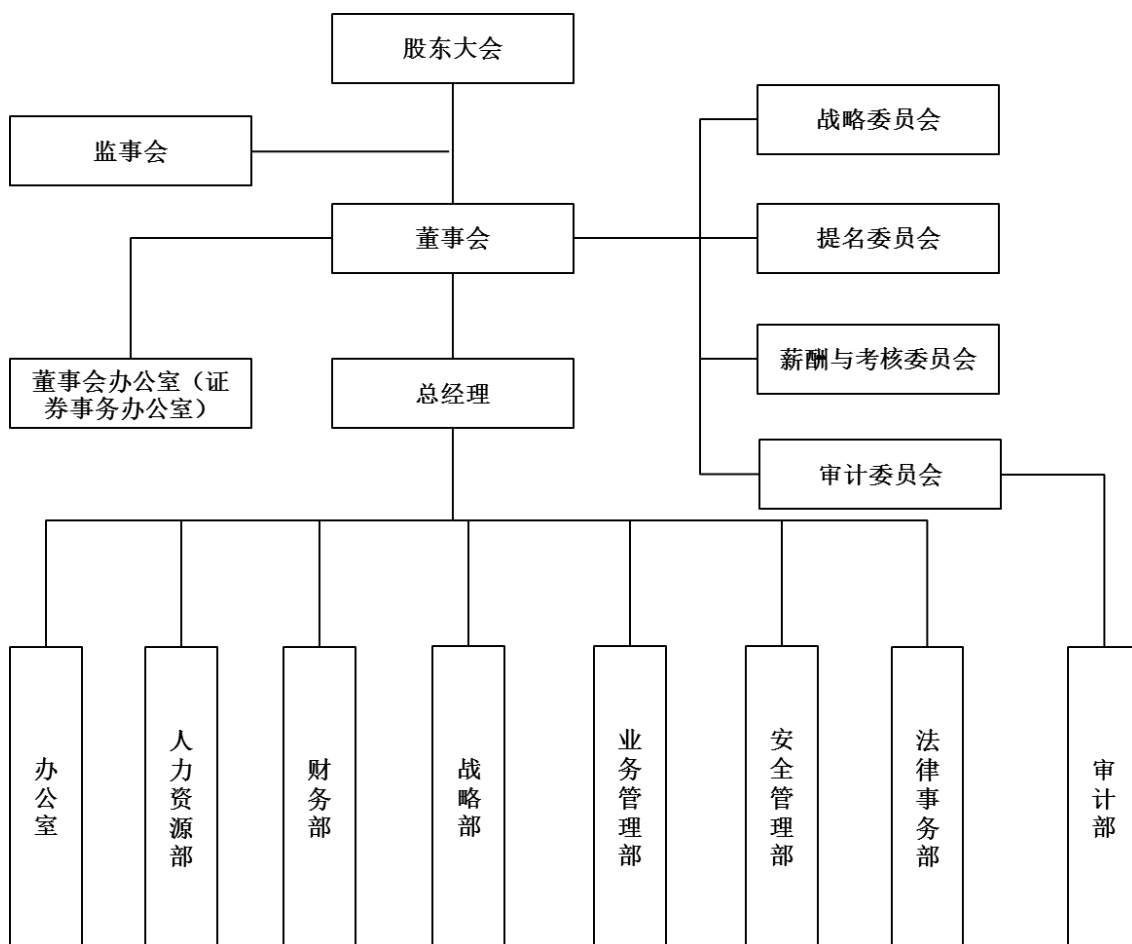 股东大会
战略委员会
监事会
董事会
提名委员会
薪酬与考核委员会
董事会办公室（证
券事务办公室）
总经理
审计委员会
办公室
人力资源部
财务部
战略部
业务管理部
安全管理部
法律事务部
审计部